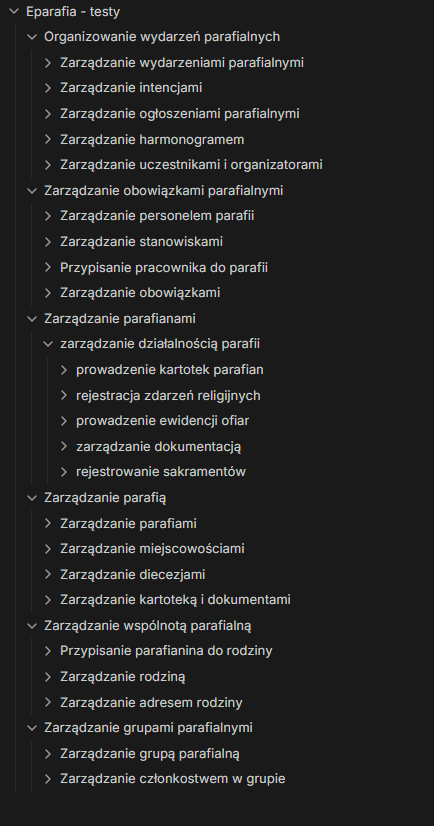 Eparafia - testy
Organizowanie wydarzeń parafialnych
Zarządzanie wydarzeniami parafialnymi
Zarządzanie intencjami
Zarządzanie ogłoszeniami parafialnymi
Zarządzanie harmonogramem
Zarządzanie uczestnikami i organizatorami
Zarządzanie obowiązkami parafialnymi
Zarządzanie personelem parafii
Zarządzanie stanowiskami
Przypisanie pracownika do parafii
Zarządzanie obowiązkami
Zarządzanie parafianami
zarządzanie działalnością parafii
prowadzenie kartotek parafian
rejestracja zdarzeń religijnych
prowadzenie ewidencji ofiar
zarządzanie dokumentacją
rejestrowanie sakramentów
Zarządzanie parafią
Zarządzanie parafiami
Zarządzanie miejscowościami
Zarządzanie diecezjami
Zarządzanie kartoteką i dokumentami
Zarządzanie wspólnotą parafialną
Przypisanie parafianina do rodziny
Zarządzanie rodziną
Zarządzanie adresem rodziny
Zarządzanie grupami parafialnymi
Zarządzanie grupą parafialną
Zarządzanie członkostwem w grupie